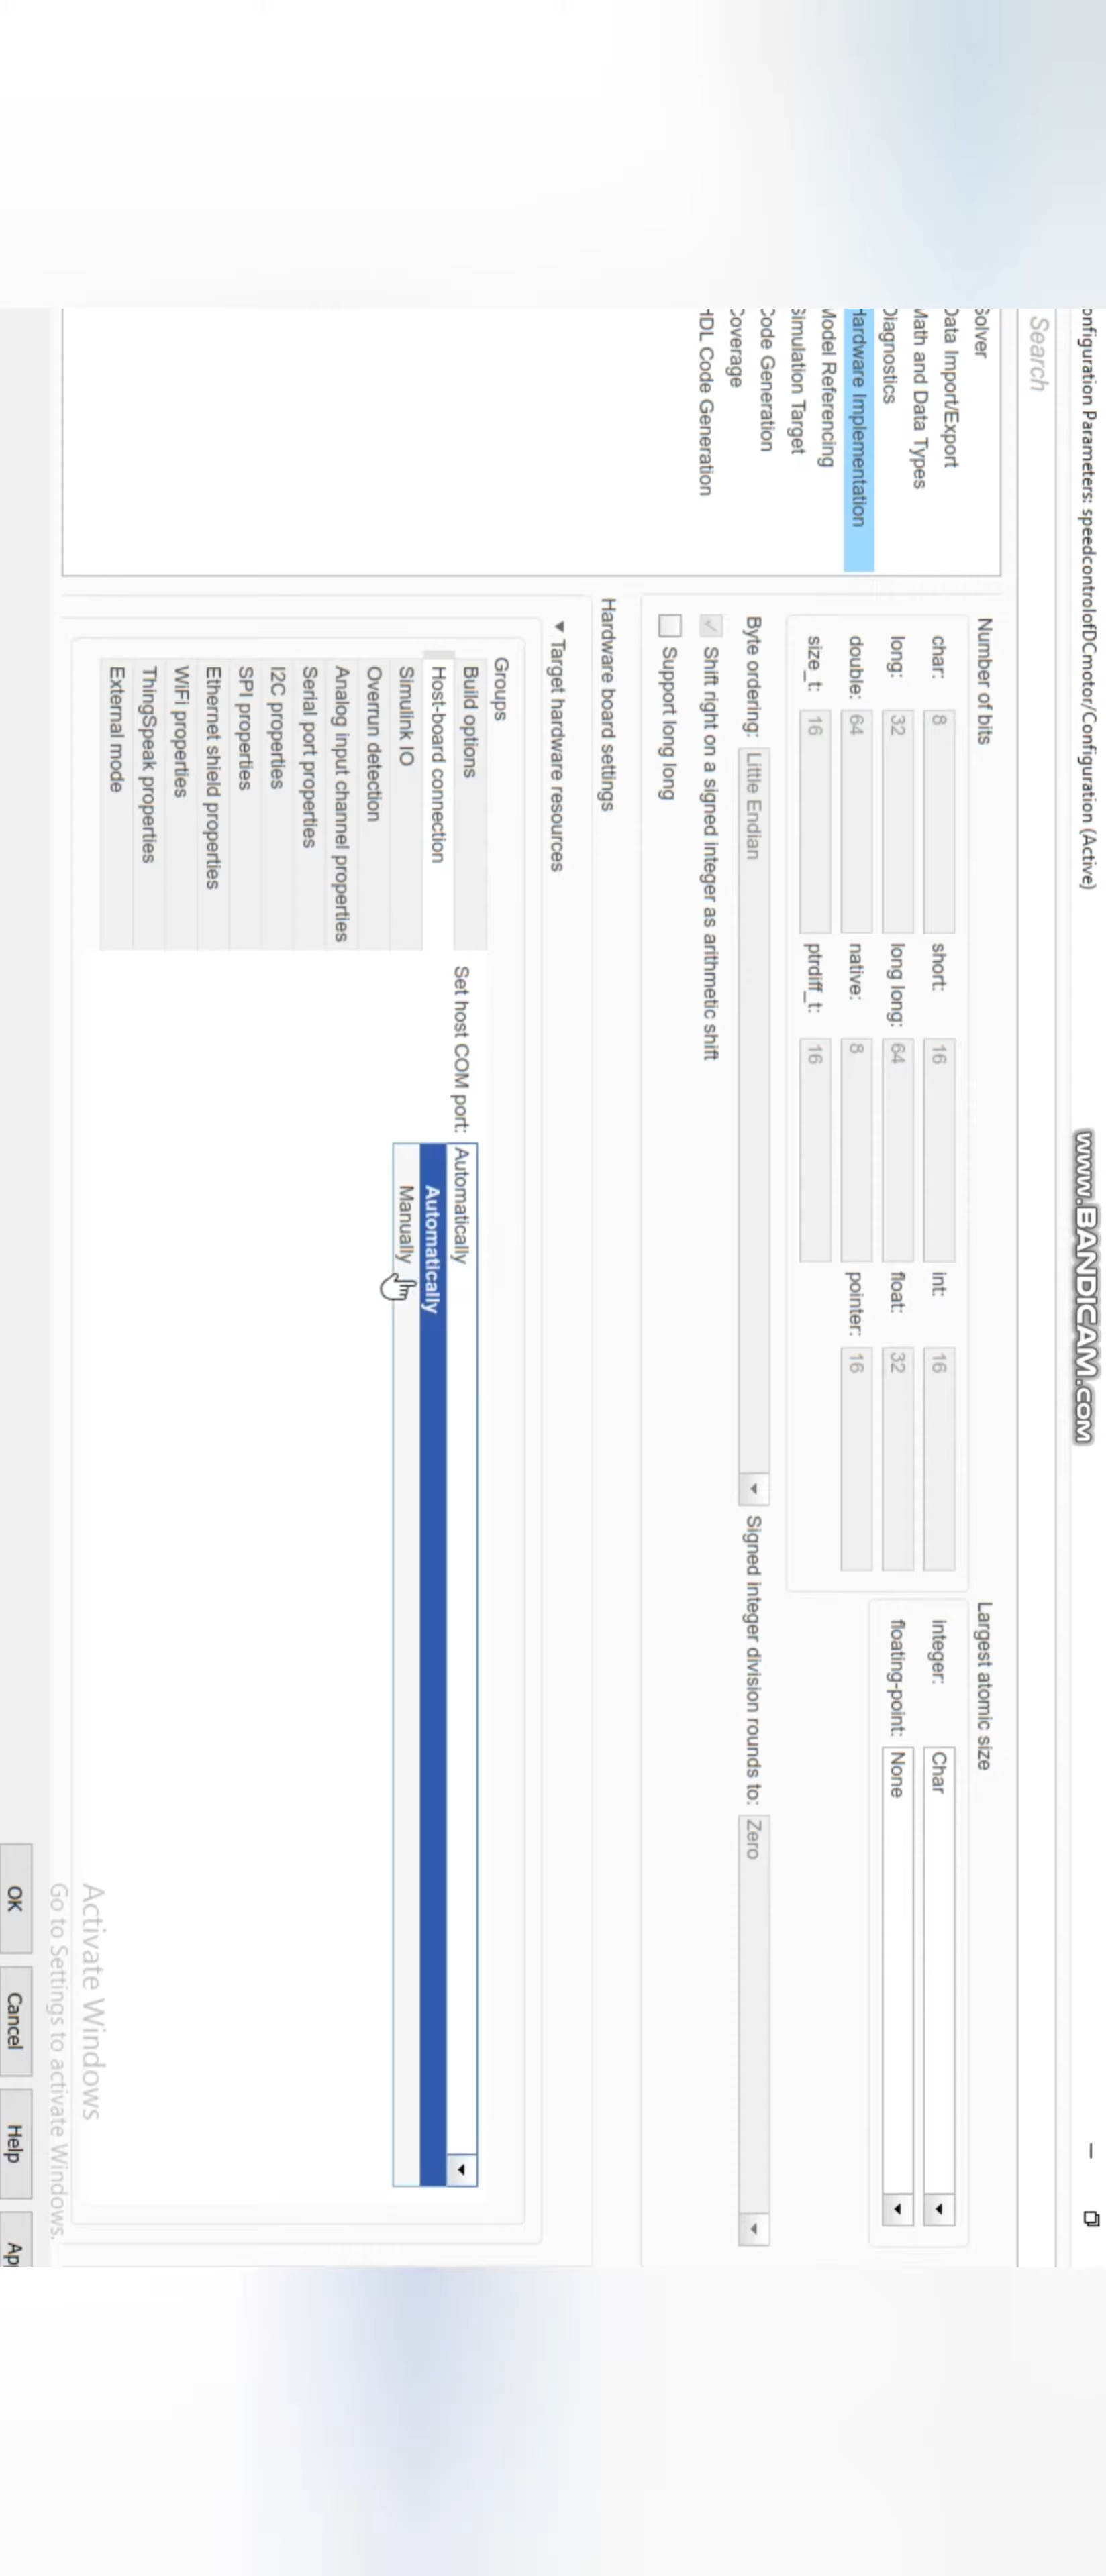 onfiguration Parameters: speedcontrolofDCmotor/Configuration (Active)
www.BANDICAM.com
Search
Solver
Data Import/Export
Math and Data Types
Diagnostics
Hardware Implementation
Model Referencing
Simulation Target
Code Generation
Coverage
HDL Code Generation
Number of bits
Largest atomic size
char: 8 short: 16 int: 16 integer: Char
long: 32 long long: 64 float: 32 floating-point: None
double: 64 native: 8 pointer: 16
size_t: 16 ptrdiff_t: 16
Byte ordering: Little Endian Signed integer division rounds to: Zero
Shift right on a signed integer as arithmetic shift
Support long long
Hardware board settings
Target hardware resources
Groups
Build options
Host-board connection
Simulink IO
Overrun detection
Analog input channel properties
Serial port properties
I2C properties
SPI properties
Ethernet shield properties
WiFi properties
ThingSpeak properties
External mode
Set host COM port: Automatically
Automatically
Manually
Activate Windows
Go to Settings to activate Windows.
OK Cancel Help Ap